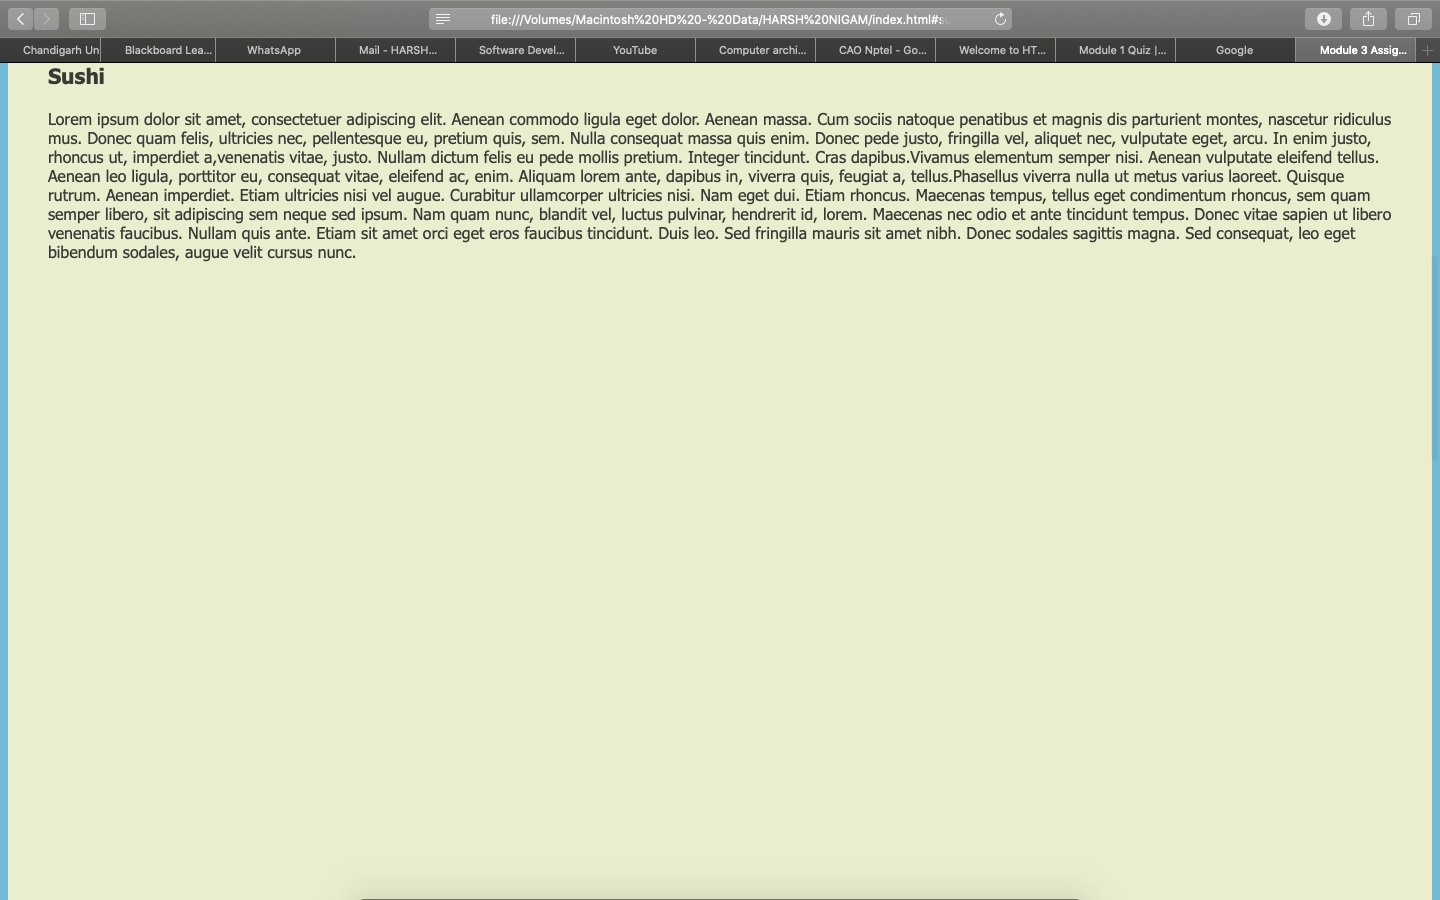 file:///Volumes/Macintosh%20HD%20-%20Data/HARSH%20NIGAM/index.html#s
Chandigarh Un
Blackboard Lea...
WhatsApp
Mail - HARSH...
Software Devel...
YouTube
Computer archi...
CAO Nptel - Go...
Welcome to HT...
Module 1 Quiz |...
Google
Module 3 Assig...
Sushi
Lorem ipsum dolor sit amet, consectetuer adipiscing elit. Aenean commodo ligula eget dolor. Aenean massa. Cum sociis natoque penatibus et magnis dis parturient montes, nascetur ridiculus
mus. Donec quam felis, ultricies nec, pellentesque eu, pretium quis, sem. Nulla consequat massa quis enim. Donec pede justo, fringilla vel, aliquet nec, vulputate eget, arcu. In enim justo,
rhoncus ut, imperdiet a,venenatis vitae, justo. Nullam dictum felis eu pede mollis pretium. Integer tincidunt. Cras dapibus.Vivamus elementum semper nisi. Aenean vulputate eleifend tellus.
Aenean leo ligula, porttitor eu, consequat vitae, eleifend ac, enim. Aliquam lorem ante, dapibus in, viverra quis, feugiat a, tellus.Phasellus viverra nulla ut metus varius laoreet. Quisque
rutrum. Aenean imperdiet. Etiam ultricies nisi vel augue. Curabitur ullamcorper ultricies nisi. Nam eget dui. Etiam rhoncus. Maecenas tempus, tellus eget condimentum rhoncus, sem quam
semper libero, sit adipiscing sem neque sed ipsum. Nam quam nunc, blandit vel, luctus pulvinar, hendrerit id, lorem. Maecenas nec odio et ante tincidunt tempus. Donec vitae sapien ut libero
venenatis faucibus. Nullam quis ante. Etiam sit amet orci eget eros faucibus tincidunt. Duis leo. Sed fringilla mauris sit amet nibh. Donec sodales sagittis magna. Sed consequat, leo eget
bibendum sodales, augue velit cursus nunc.